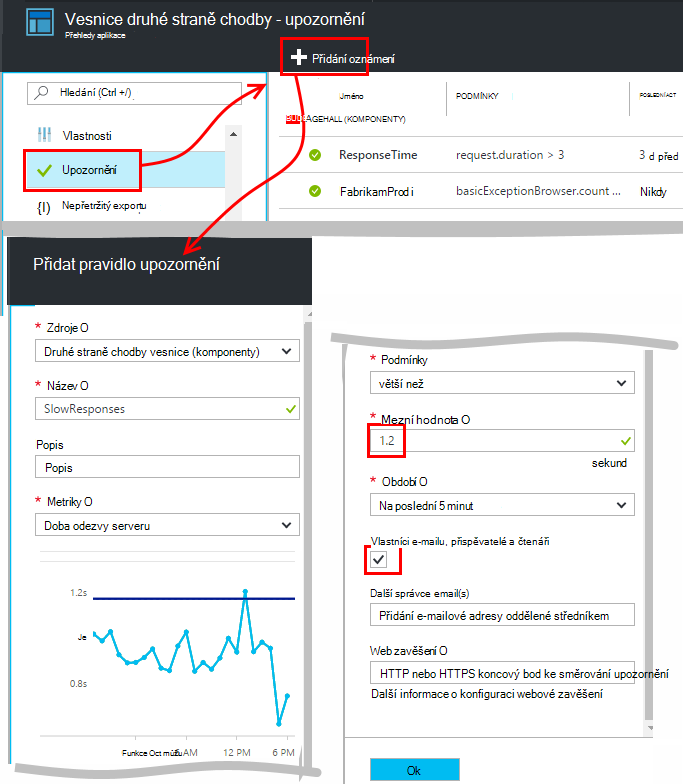 Vesnice druhé straně chodby - upozornění
Přehledy aplikace
Přidání oznámení
Hledání (Ctrl +/)
Vlastnosti
Upozornění
{I) Nepřetržitý exportu
Jméno PODMÍNKY
AGEHALL (KOMPONENTY)
ResponseTime request.duration > 3 3 d před
FabrikamProd i basicExceptionBrowser.count ... Nikdy
Přidat pravidlo upozornění
* Zdroje O
Druhé straně chodby vesnice (komponenty)
* Název O
SlowResponses
Popis
Popis
* Metriky O
Doba odezvy serveru
1.2s
Je
0.8s
Funkce Oct můžu AM 12 PM 6 PM
* Podmínky
větší než
* Mezní hodnota O
1.2
sekund
* Období O
Na poslední 5 minut
Vlastníci e-mailu, přispěvatelé a čtenáři
Další správce email(s)
Přidání e-mailové adresy oddělené středníkem
Web zavěšení O
HTTP nebo HTTPS koncový bod ke směrování upozornění
Další informace o konfiguraci webové zavěšení
Ok